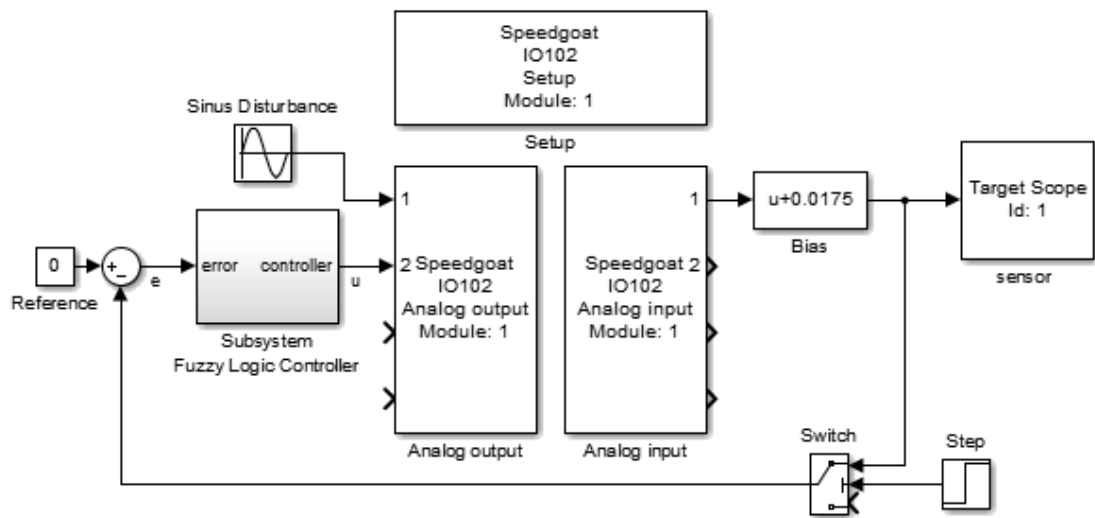 Speedgoat
IO102
Setup
Module: 1
Setup
Sinus Disturbance
0
Reference
+
-
e
error
controller
Subsystem
Fuzzy Logic Controller
u
1
2
Speedgoat
IO102
Analog output
Module: 1
Analog output
1
2
Speedgoat
IO102
Analog input
Module: 1
Analog input
u+0.0175
Bias
Target Scope
Id: 1
sensor
Switch
Step